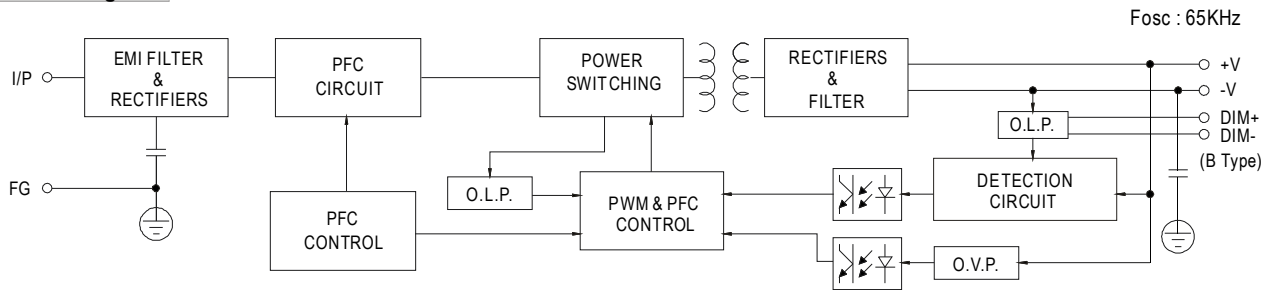 Fosc : 65KHz
I/P
EMI FILTER
&
RECTIFIERS
PFC
CIRCUIT
POWER
SWITCHING
RECTIFIERS
&
FILTER
+V
-V
DIM+
DIM-
(B Type)
O.L.P.
FG
O.L.P.
PFC
CONTROL
PWM & PFC
CONTROL
DETECTION
CIRCUIT
O.V.P.